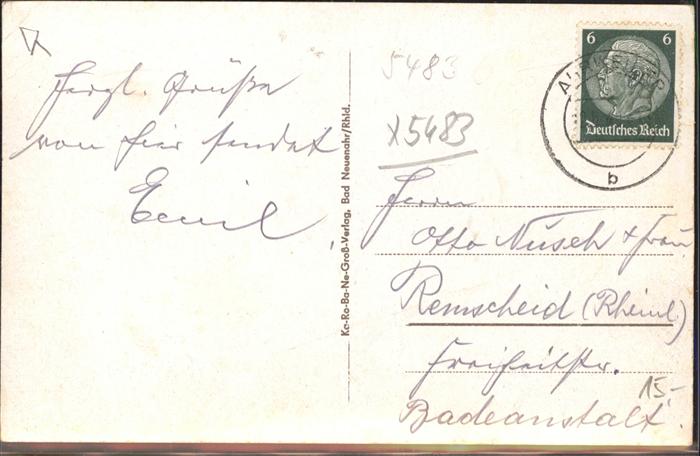 Herzl. Grüße
von hier sendet
Emil.
Ka-Ro-Ba-Ne-Groß-Verlag, Bad Neuenahr/Rhld.
5483
x5483
6 6
Deutsches Reich
b
Herrn
Otto Nusch + Frau
Remscheid (Rheinl.)
Freiheitstr.
Badeanstalt.
15,-